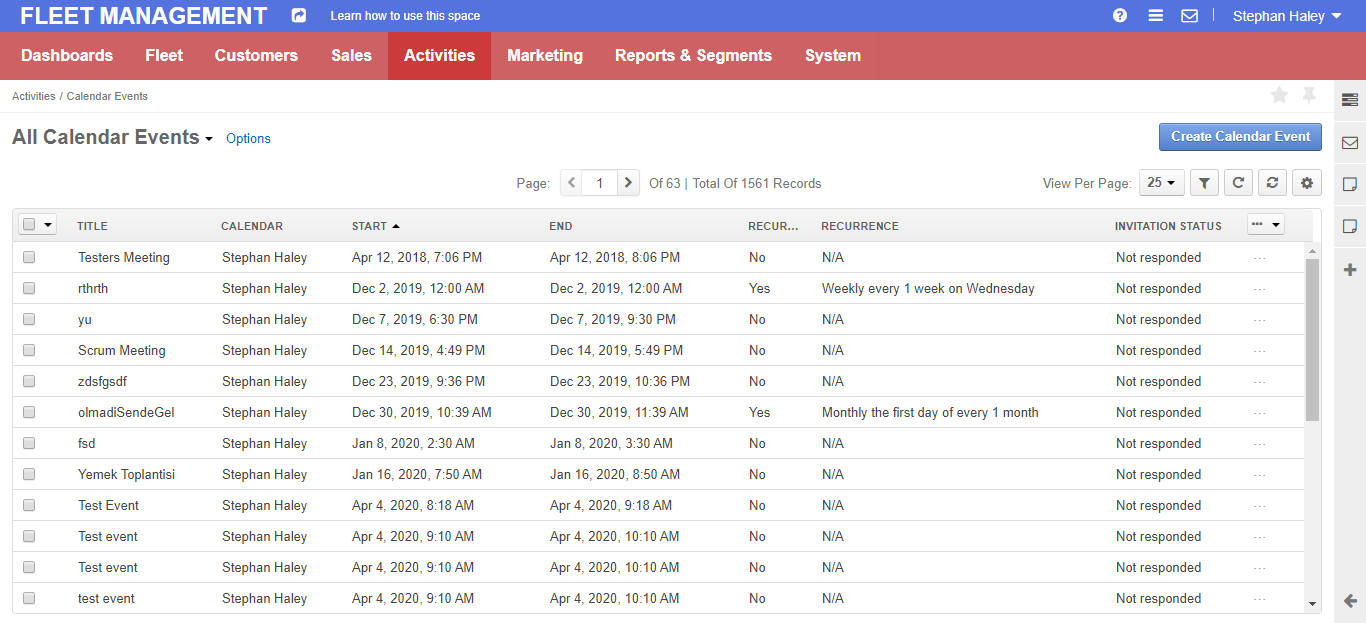 FLEET MANAGEMENT Learn how to use this space Stephan Haley
Dashboards Fleet Customers Sales Activities Marketing Reports & Segments System
Activities / Calendar Events
All Calendar Events Options Create Calendar Event
Page: 1 Of 63 | Total Of 1561 Records View Per Page: 25
TITLE CALENDAR START END RECUR... RECURRENCE INVITATION STATUS
Testers Meeting Stephan Haley Apr 12, 2018, 7:06 PM Apr 12, 2018, 8:06 PM No N/A Not responded
rthrth Stephan Haley Dec 2, 2019, 12:00 AM Dec 2, 2019, 12:00 AM Yes Weekly every 1 week on Wednesday Not responded
yu Stephan Haley Dec 7, 2019, 6:30 PM Dec 7, 2019, 9:30 PM No N/A Not responded
Scrum Meeting Stephan Haley Dec 14, 2019, 4:49 PM Dec 14, 2019, 5:49 PM No N/A Not responded
zdsfgsdf Stephan Haley Dec 23, 2019, 9:36 PM Dec 23, 2019, 10:36 PM No N/A Not responded
olmadiSendeGel Stephan Haley Dec 30, 2019, 10:39 AM Dec 30, 2019, 11:39 AM Yes Monthly the first day of every 1 month Not responded
fsd Stephan Haley Jan 8, 2020, 2:30 AM Jan 8, 2020, 3:30 AM No N/A Not responded
Yemek Toplantisi Stephan Haley Jan 16, 2020, 7:50 AM Jan 16, 2020, 8:50 AM No N/A Not responded
Test Event Stephan Haley Apr 4, 2020, 8:18 AM Apr 4, 2020, 9:18 AM No N/A Not responded
Test event Stephan Haley Apr 4, 2020, 9:10 AM Apr 4, 2020, 10:10 AM No N/A Not responded
Test event Stephan Haley Apr 4, 2020, 9:10 AM Apr 4, 2020, 10:10 AM No N/A Not responded
test event Stephan Haley Apr 4, 2020, 9:10 AM Apr 4, 2020, 10:10 AM No N/A Not responded